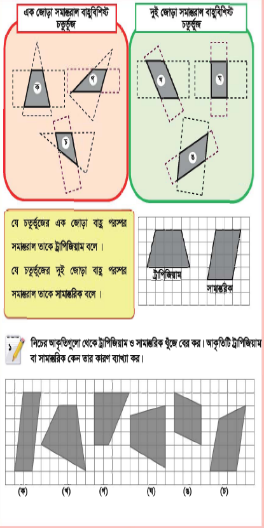 এক জোড়া সমান্তরাল বাহুবিশিষ্ট
চতুর্ভুজ
দুই জোড়া সমান্তরাল বাহুবিশিষ্ট
চতুর্ভুজ
ক
খ
ঘ
চ
যে চতুর্ভুজের এক জোড়া বাহু পরস্পর
সমান্তরাল তাকে ট্রাপিজিয়াম বলে ।
যে চতুর্ভুজের দুই জোড়া বাহু পরস্পর
সমান্তরাল তাকে সামান্তরিক বলে ।
ট্রাপিজিয়াম
সামান্তরিক
১
নিচের আকৃতিগুলো থেকে ট্রাপিজিয়াম ও সামান্তরিক খুঁজে বের কর। আকৃতিটি ট্রাপিজিয়াম
বা সামান্তরিক কেন তার কারণ ব্যাখ্যা কর।
(ক) (খ) (গ) (ঘ) (ঙ) (চ)